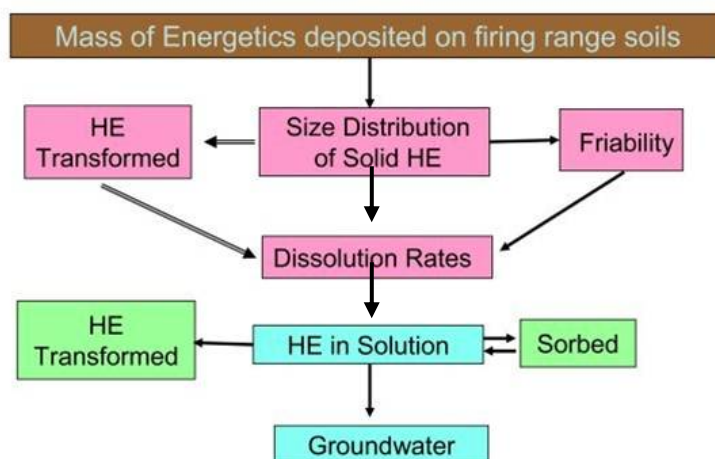 Mass of Energetics deposited on firing range soils
HE
Transformed
Size Distribution
of Solid HE
Friability
Dissolution Rates
HE
Transformed
HE in Solution
Sorbed
Groundwater